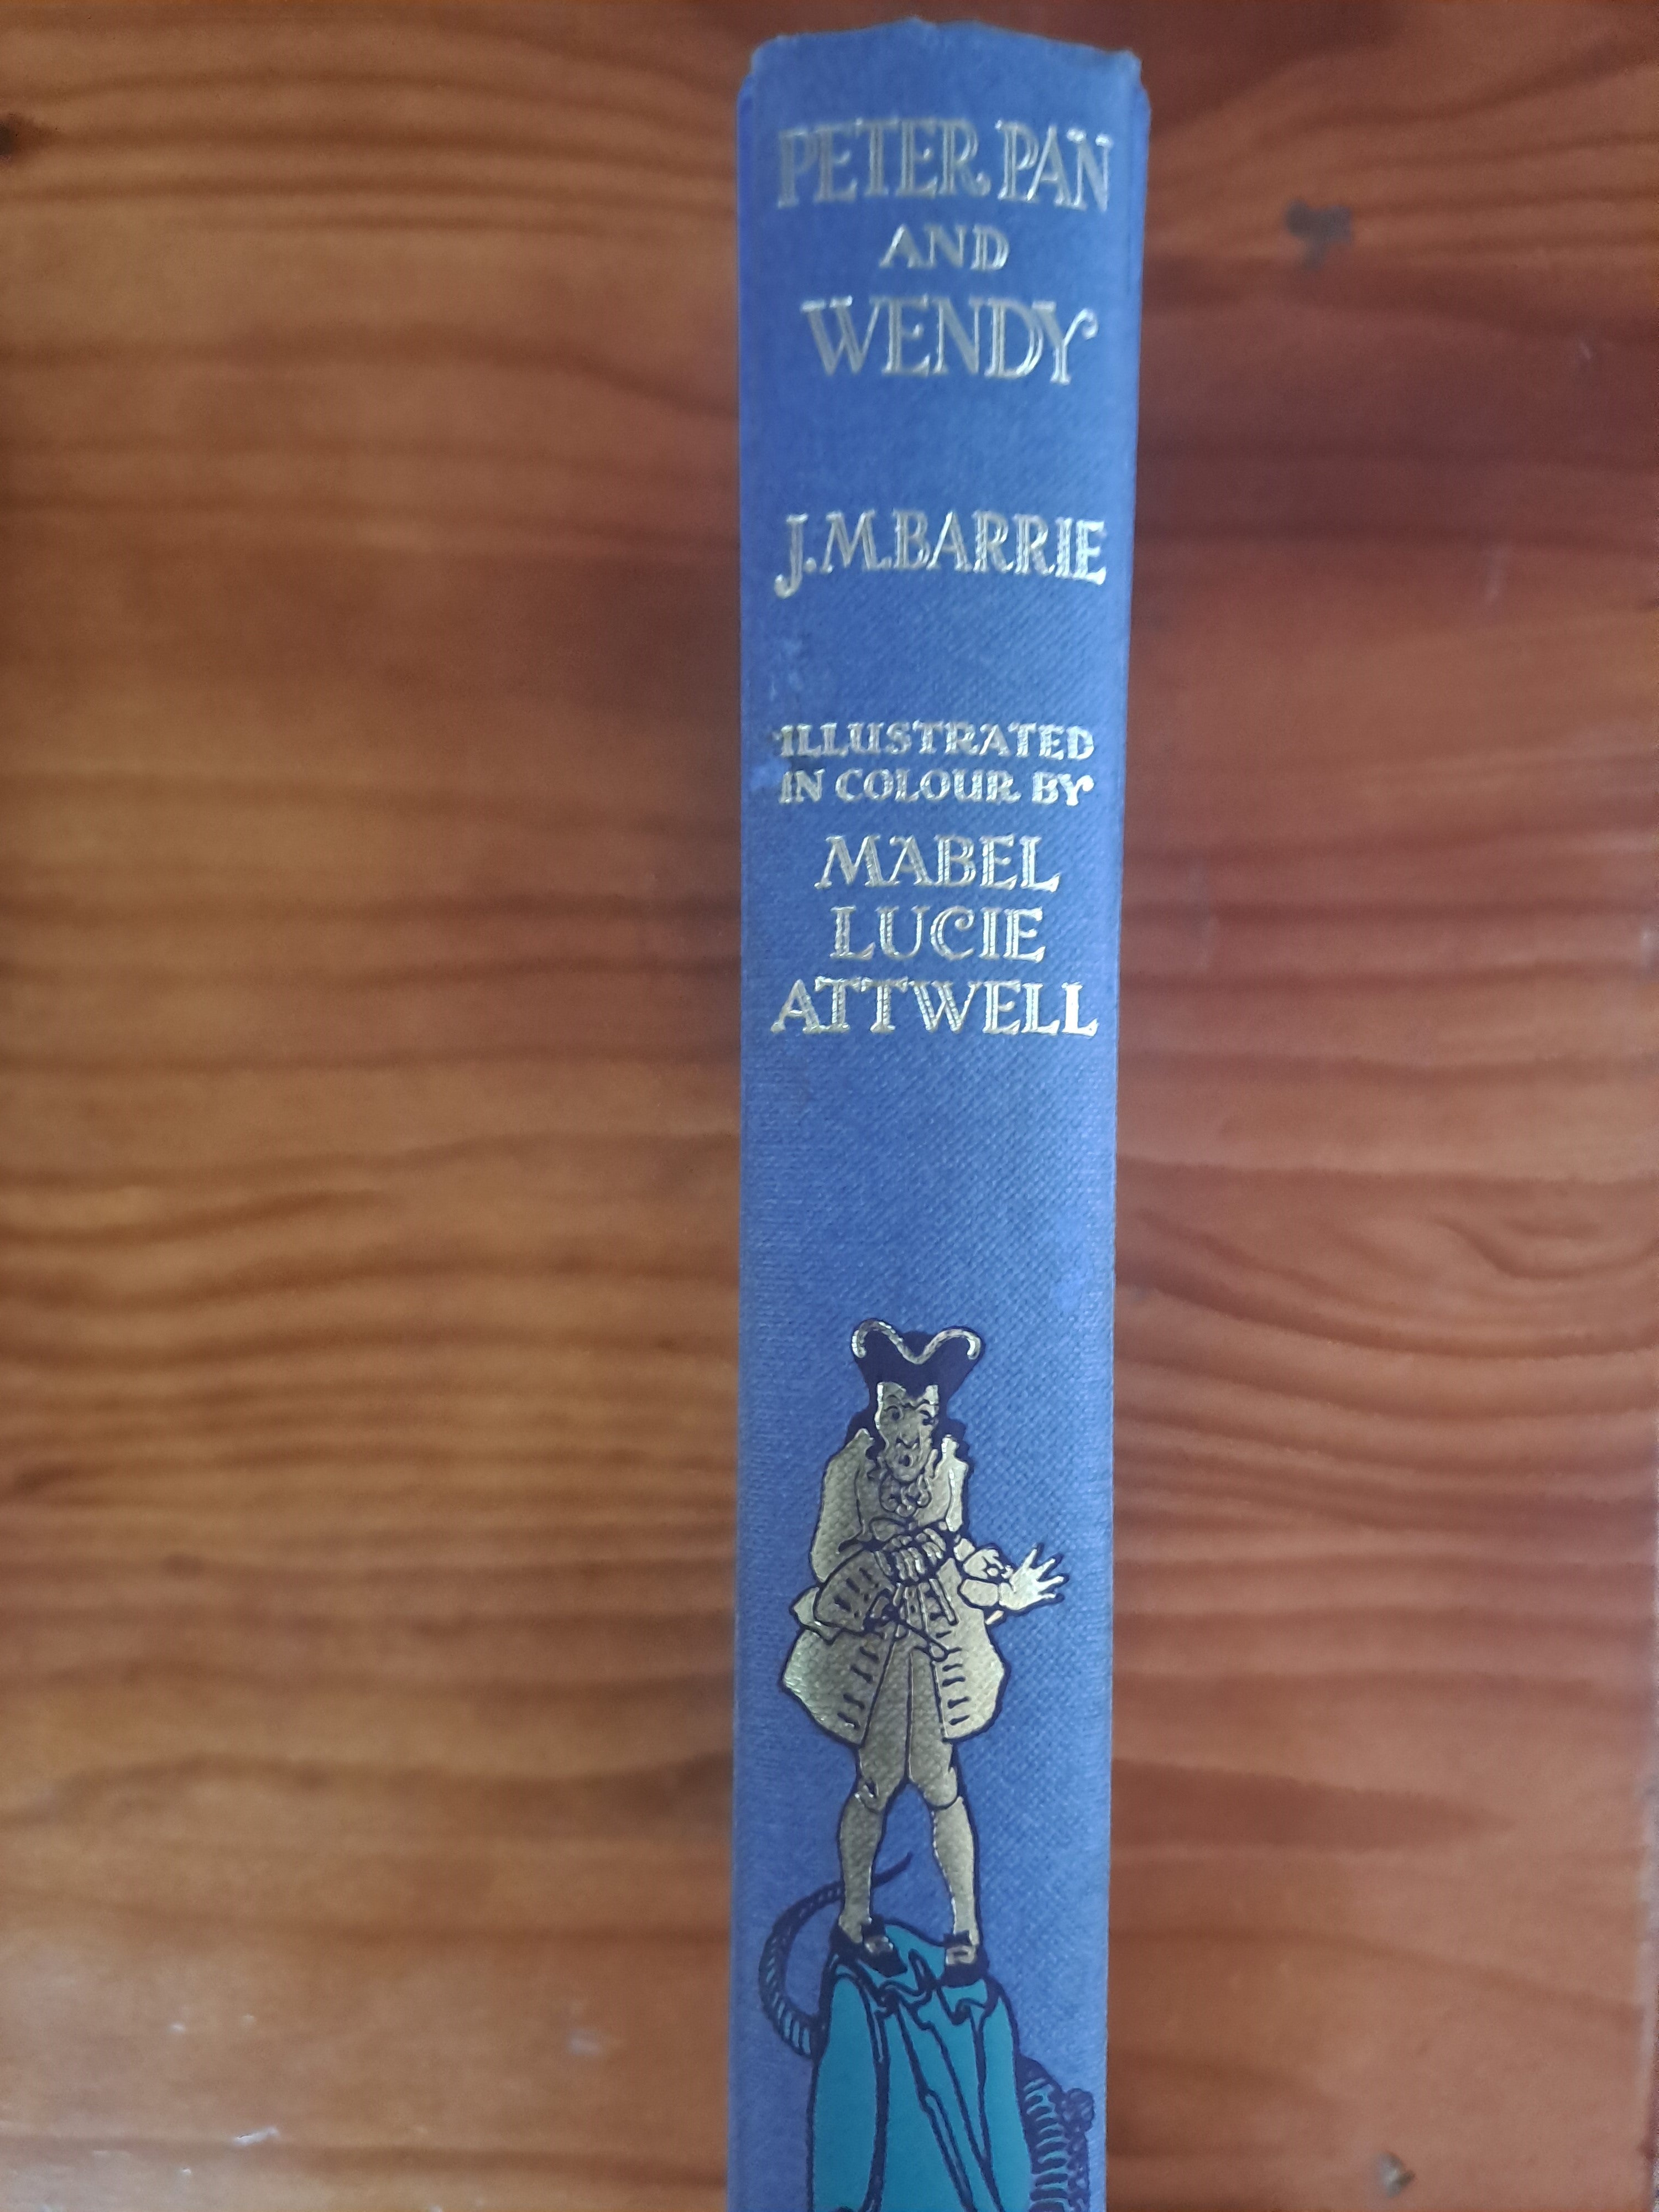 PETER PAN
AND
WENDY
J.M.BARRIE
ILLUSTRATED
IN COLOUR BY
MABEL
LUCIE
ATTWELL